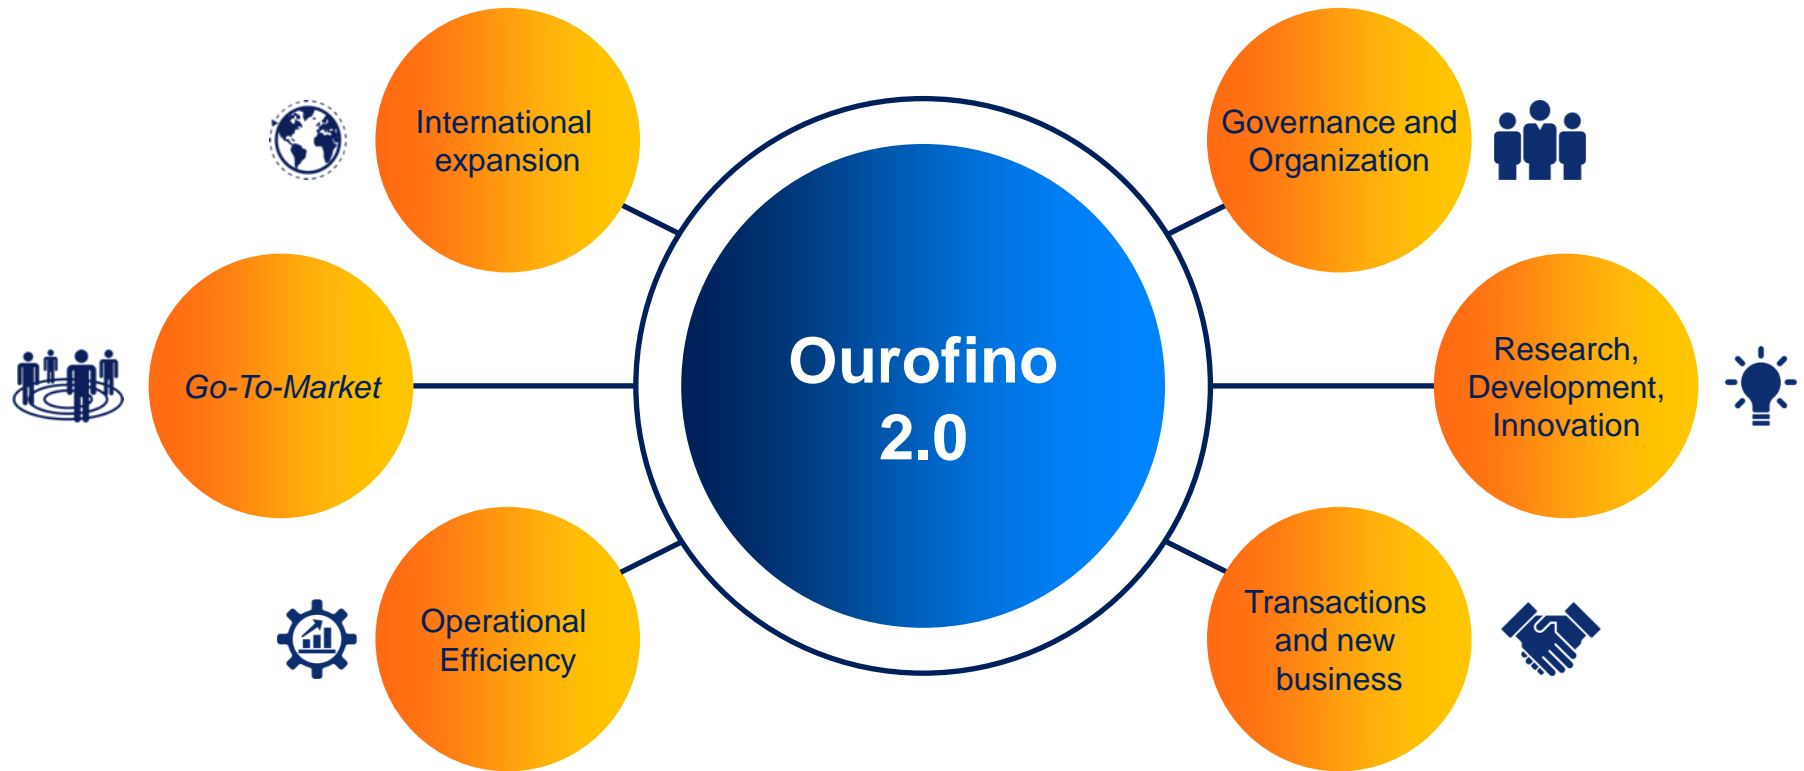 International
expansion
Governance and
Organization
Go-To-Market
Ourofino
2.0
Research,
Development,
Innovation
Operational
Efficiency
Transactions
and new
business